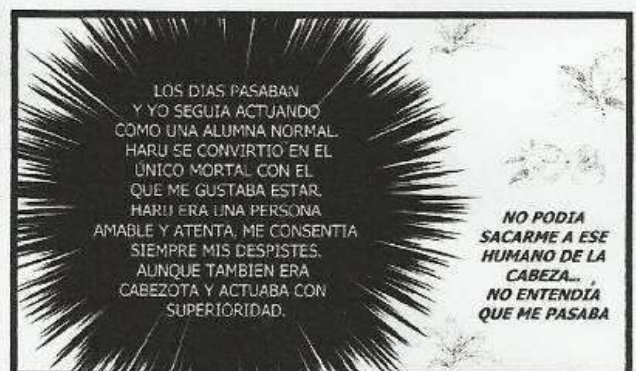 LOS DIAS PASABAN
Y YO SEGUIA ACTUANDO
COMO UNA ALUMNA NORMAL.
HARU SE CONVIRTIO EN EL
ÚNICO MORTAL CON EL
QUE ME GUSTABA ESTAR.
HARU ERA UNA PERSONA
AMABLE Y ATENTA, ME CONSENTIA
SIEMPRE MIS DESPISTES.
AUNQUE TAMBIEN ERA
CABEZOTA Y ACTUABA CON
SUPERIORIDAD.
NO PODIA
SACARME A ESE
HUMANO DE LA
CABEZA...
NO ENTENDÍA
QUE ME PASABA